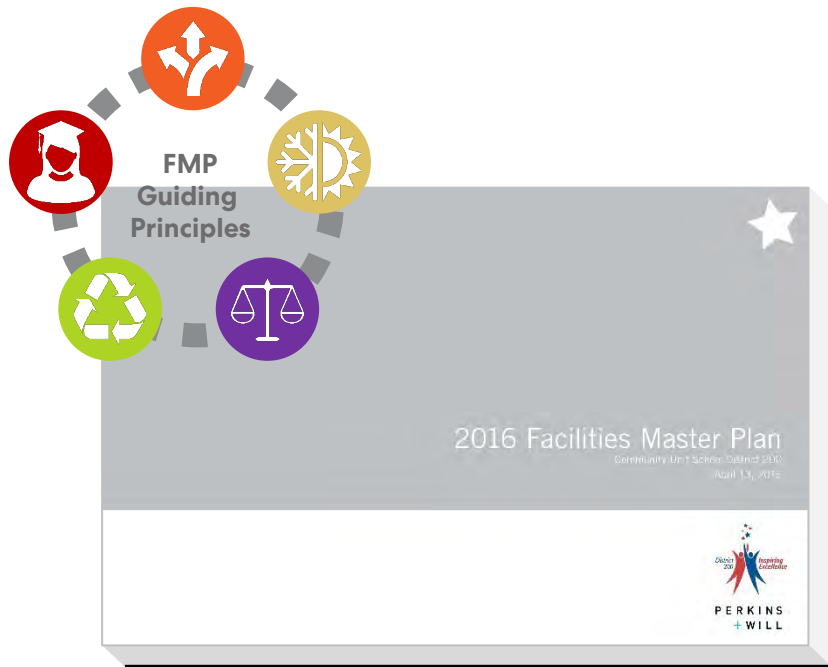 FMP
Guiding
Principles
2016 Facilities Master Plan
Community Unit School District 200
April 13, 2016
District Inspiring
200 Excellence
PERKINS
+ WILL